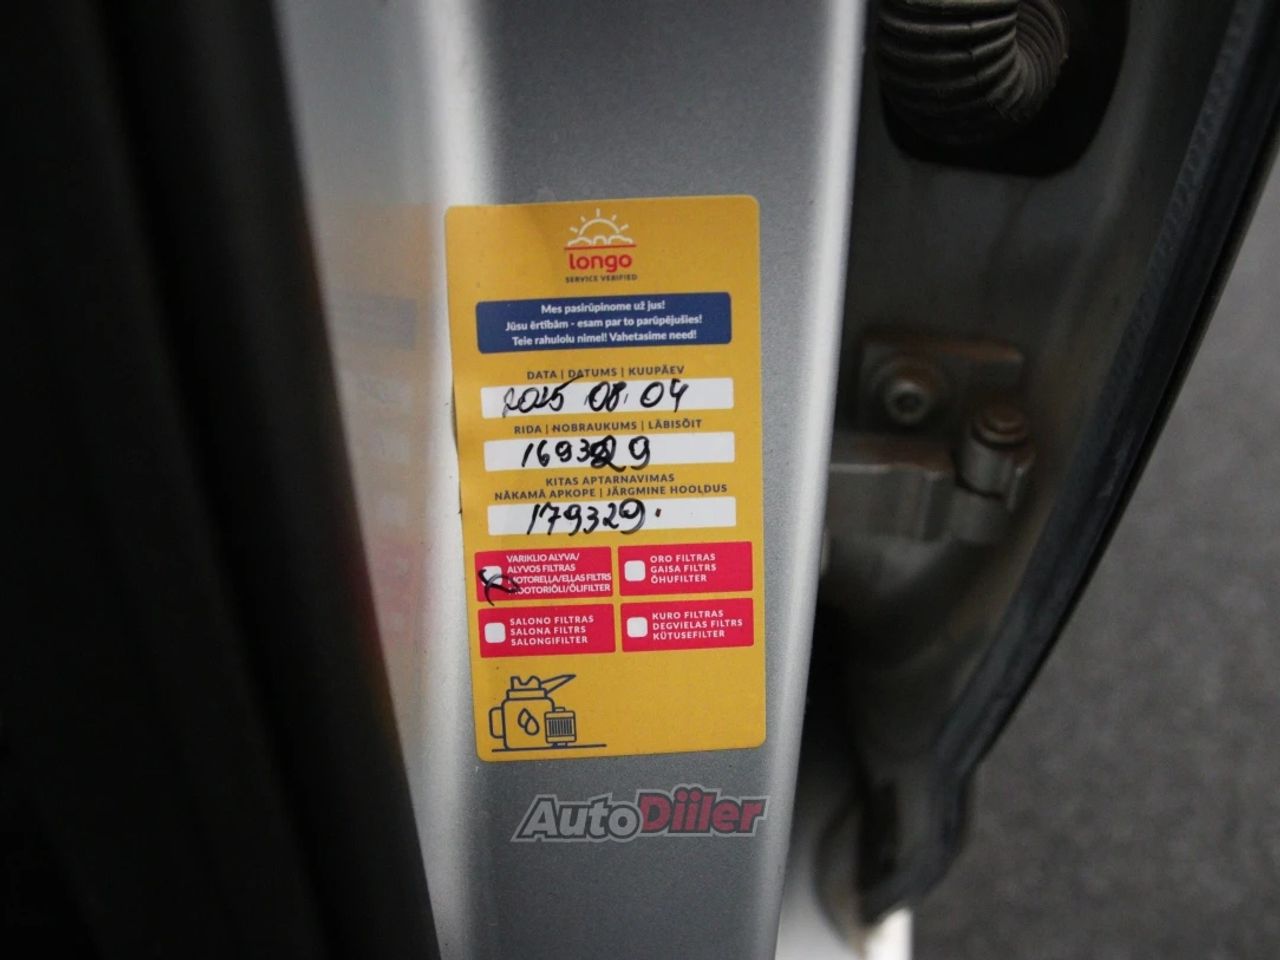 longo
SERVICE VERIFIED
Mes pasirūpinome už jus!
Jūsu ērtībām - esam par to parūpējušies!
Teie rahulolu nimel! Vahetasime need!
DATA | DATUMS | KUUPÄEV
2025 08. 04
RIDA | NOBRAUKUMS | LÄBISÕIT
169329
KITAS APTARNAVIMAS
NĀKAMĀ APKOPE | JÄRGMINE HOOLDUS
179329.
VARIKLIO ALYVA/
ALYVOS FILTRAS
MOTOREĻĻA/EĻĻAS FILTRS
MOOTORIÕLI/ÕLIFILTER
ORO FILTRAS
GAISA FILTRS
ÕHUFILTER
SALONO FILTRAS
SALONA FILTRS
SALONGIFILTER
KURO FILTRAS
DEGVIELAS FILTRS
KÜTUSEFILTER
AutoDiiler